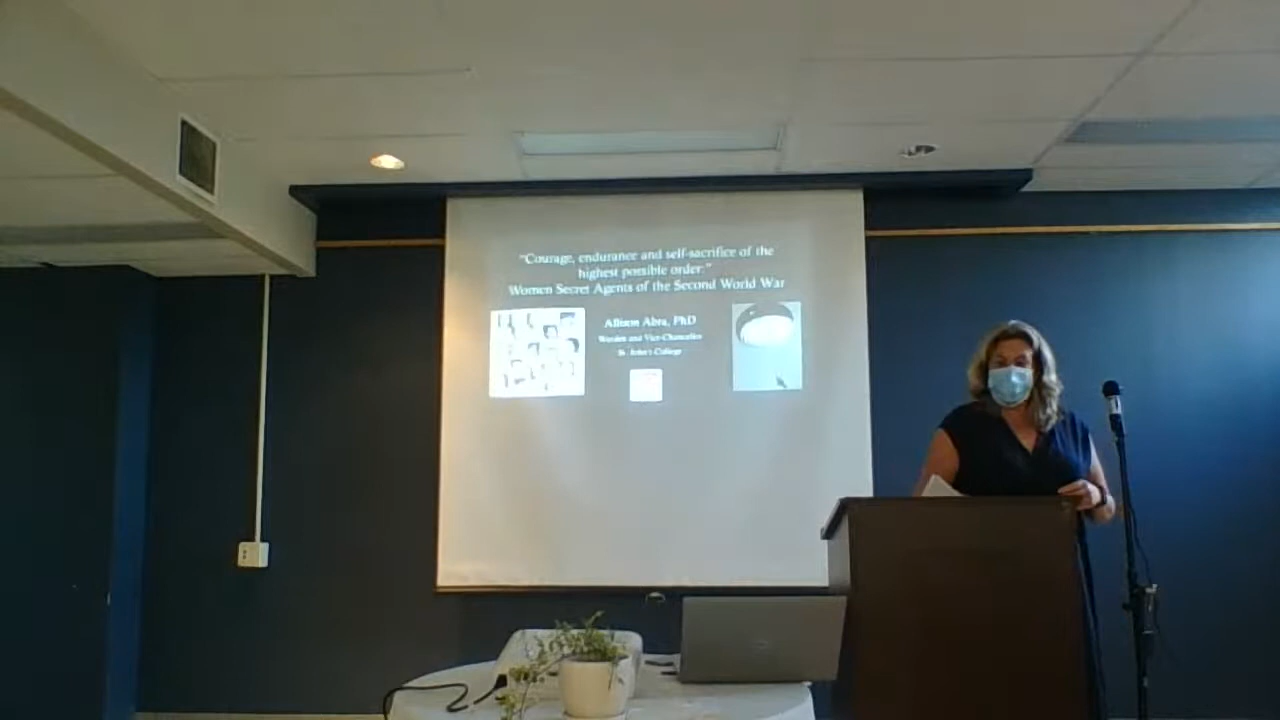 "Courage, endurance and self-sacrifice of the
highest possible order."
Women Secret Agents of the Second World War
Allison Abra, PhD
Warden and Vice-Chancellor
St. John's College